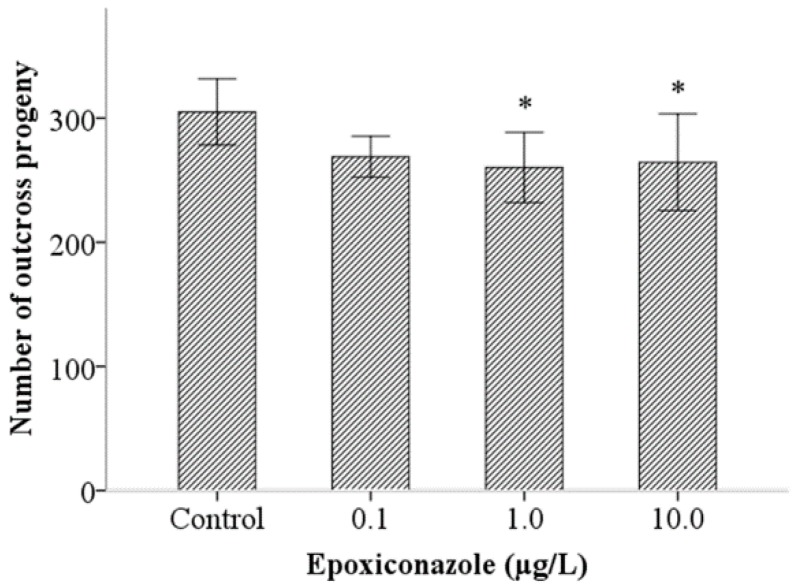 Number of outcross progeny
300
200
100
0
* *
Control 0.1 1.0 10.0
Epoxiconazole (µg/L)